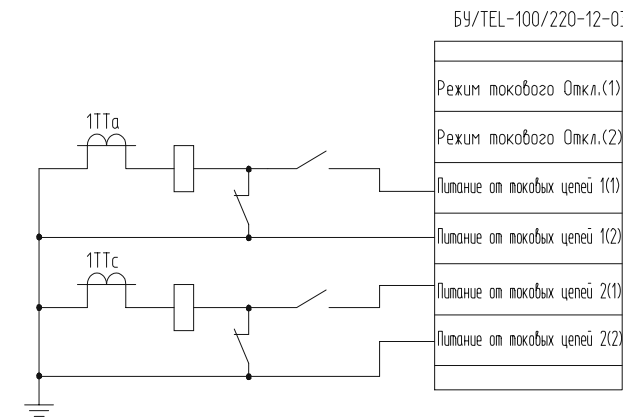 БУ/TEL-100/220-12-03
Режим токового Откл.(1)
1ТТа
Режим токового Откл.(2)
Питание от токовых цепей 1(1)
Питание от токовых цепей 1(2)
1ТТс
Питание от токовых цепей 2(1)
Питание от токовых цепей 2(2)